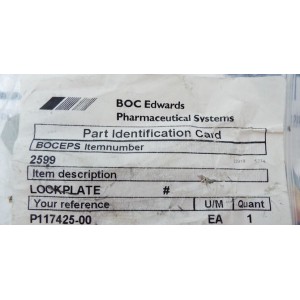 BOC Edwards
Pharmaceutical Systems
Part Identification Card
BOCEPS Itemnumber
2599
Item description
LOCKPLATE #
Your reference U/M Quant
P117425-00 EA 1